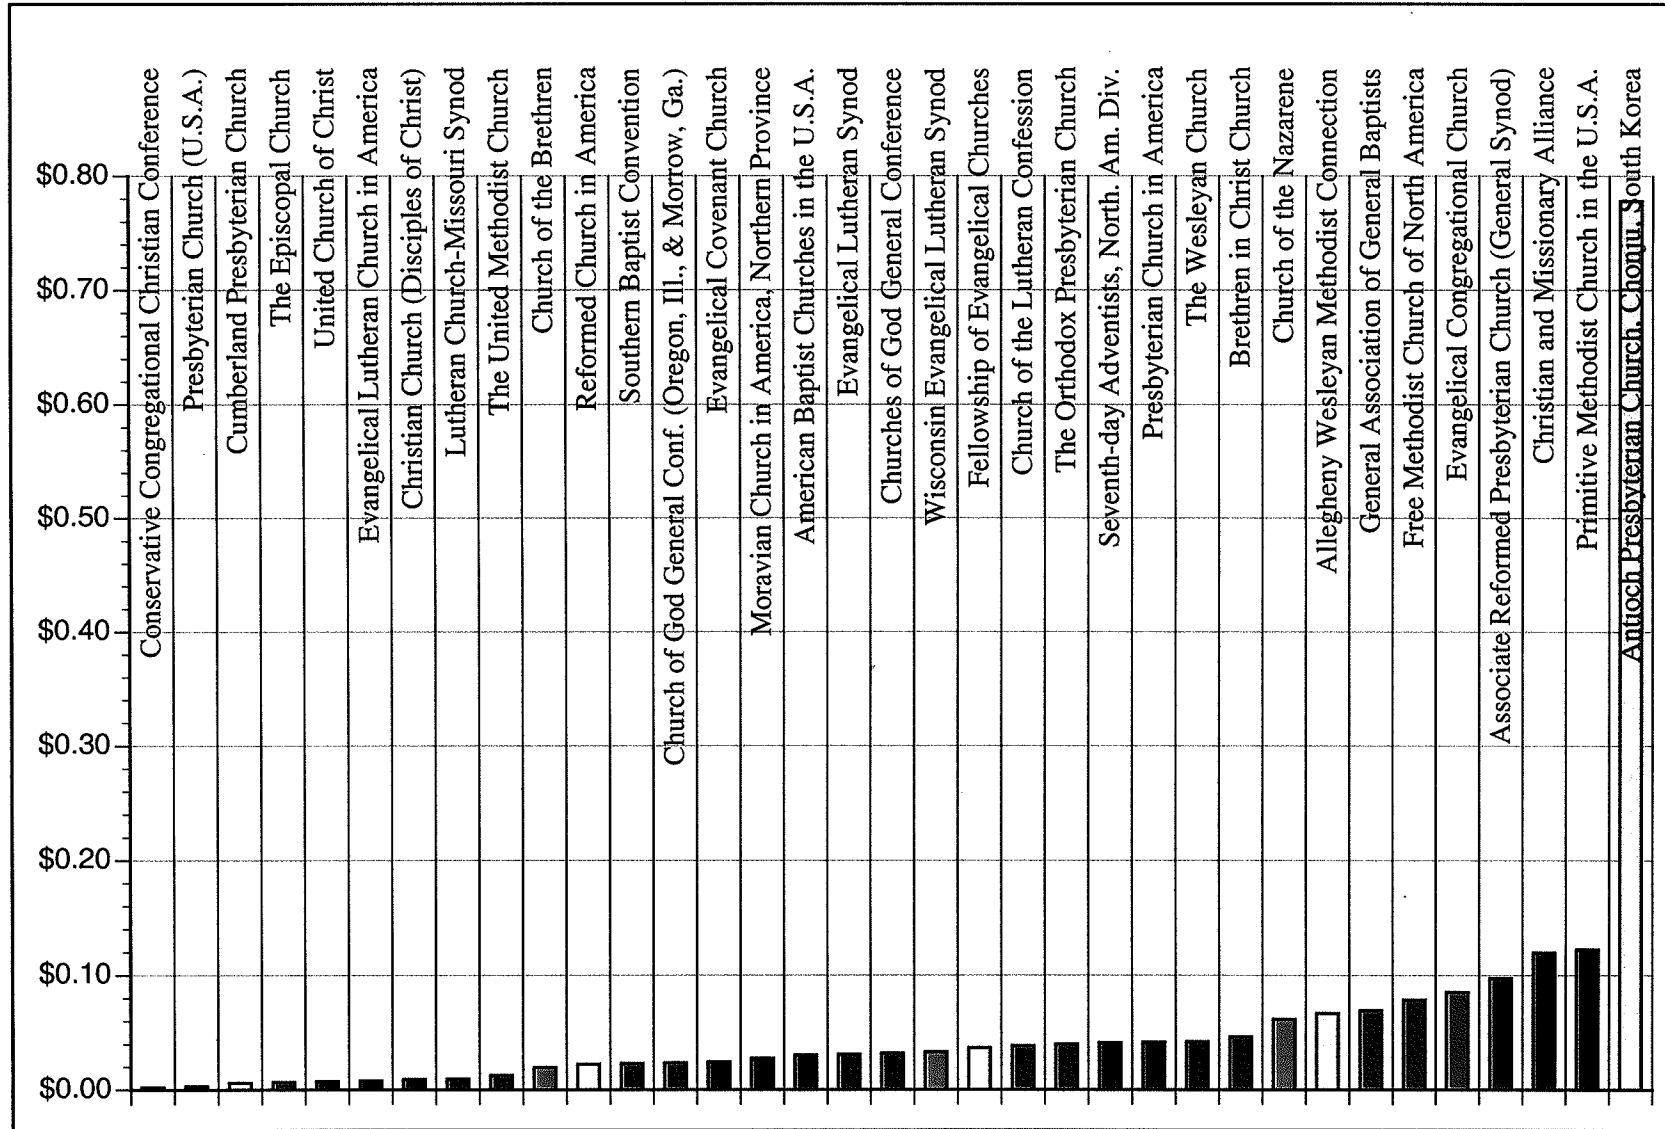 Conservative Congregational Christian Conference
Presbyterian Church (U.S.A.)
Cumberland Presbyterian Church
The Episcopal Church
United Church of Christ
Evangelical Lutheran Church in America
Christian Church (Disciples of Christ)
Lutheran Church-Missouri Synod
The United Methodist Church
Church of the Brethren
Reformed Church in America
Southern Baptist Convention
Church of God General Conf. (Oregon, Ill., & Morrow, Ga.)
Evangelical Covenant Church
Moravian Church in America, Northern Province
American Baptist Churches in the U.S.A.
Evangelical Lutheran Synod
Churches of God General Conference
Wisconsin Evangelical Lutheran Synod
Fellowship of Evangelical Churches
Church of the Lutheran Confession
The Orthodox Presbyterian Church
Seventh-day Adventists, North. Am. Div.
Presbyterian Church in America
The Wesleyan Church
Brethren in Christ Church
Church of the Nazarene
Allegheny Wesleyan Methodist Connection
General Association of General Baptists
Free Methodist Church of North America
Evangelical Congregational Church
Associate Reformed Presbyterian Church (General Synod)
Christian and Missionary Alliance
Primitive Methodist Church in the U.S.A.
Antioch Presbyterian Church, Chonju, South Korea
$0.80
$0.70
$0.60
$0.50
$0.40
$0.30
$0.20
$0.10
$0.00